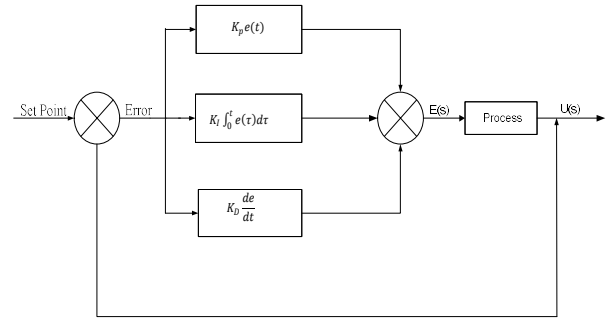 K_p e(t)
Set Point
Error
K_I ∫_0^t e(τ)dτ
E(s)
Process
U(s)
K_D de/dt